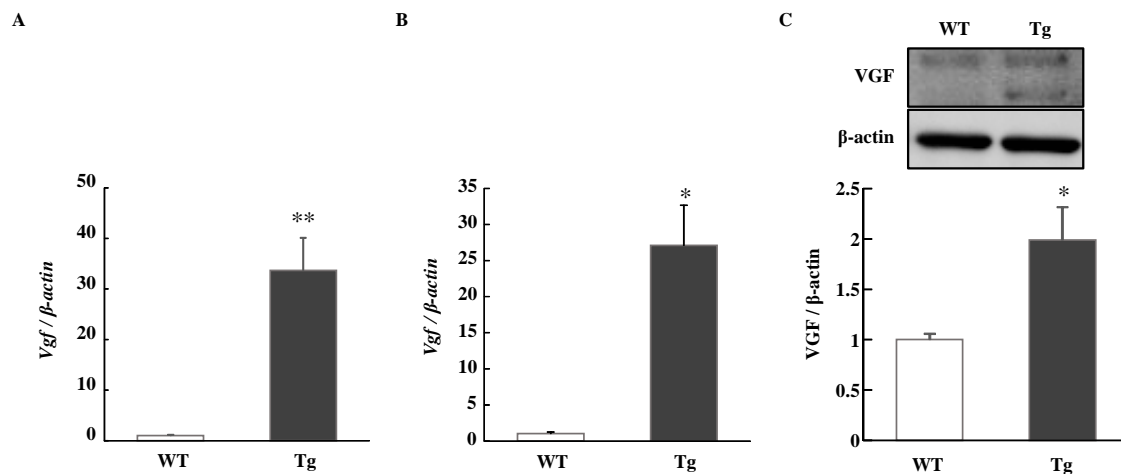 A
B
C
WT
Tg
VGF
β-actin
50
40
30
20
10
0
Vgf / β-actin
**
WT
Tg
35
30
25
20
15
10
5
0
Vgf / β-actin
*
WT
Tg
2.5
2
1.5
1
0.5
0
VGF / β-actin
*
WT
Tg